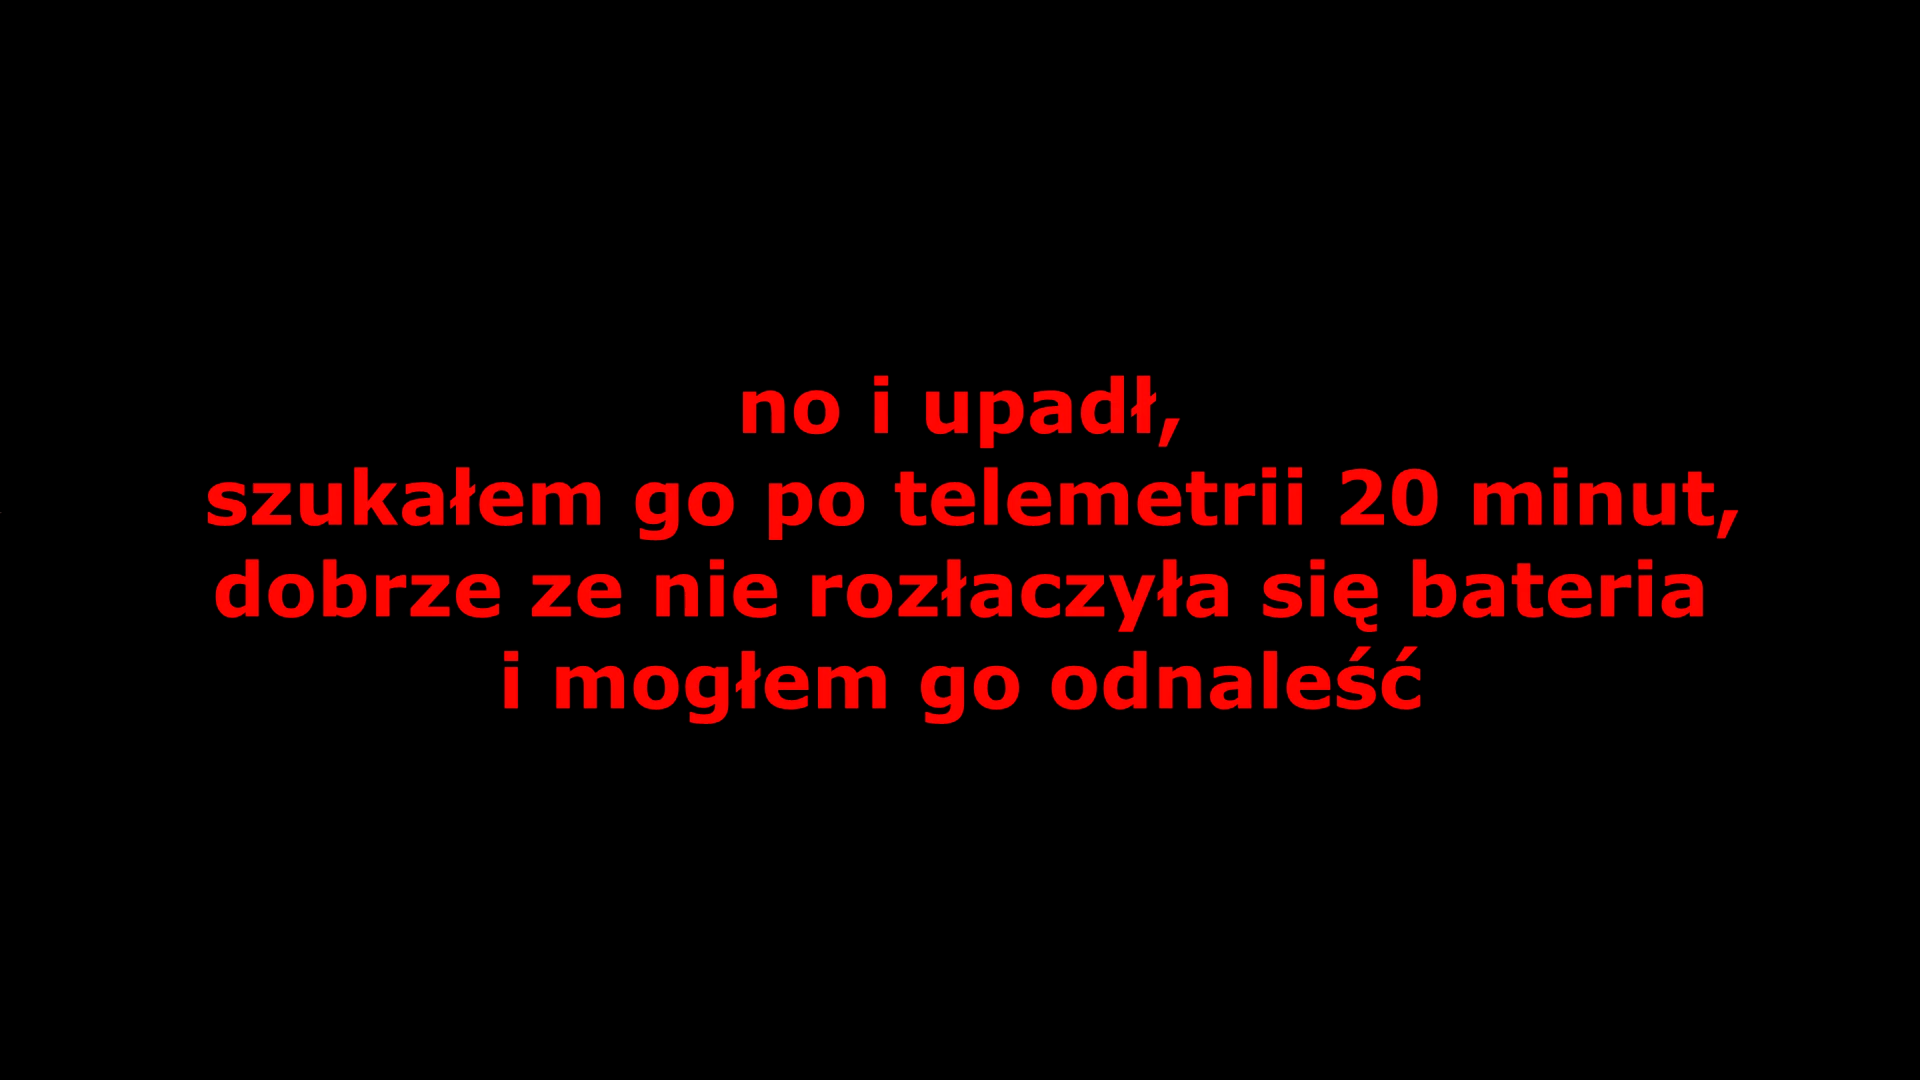 no i upadł,
szukałem go po telemetrii 20 minut,
dobrze ze nie rozłaczyła się bateria
i mogłem go odnaleść